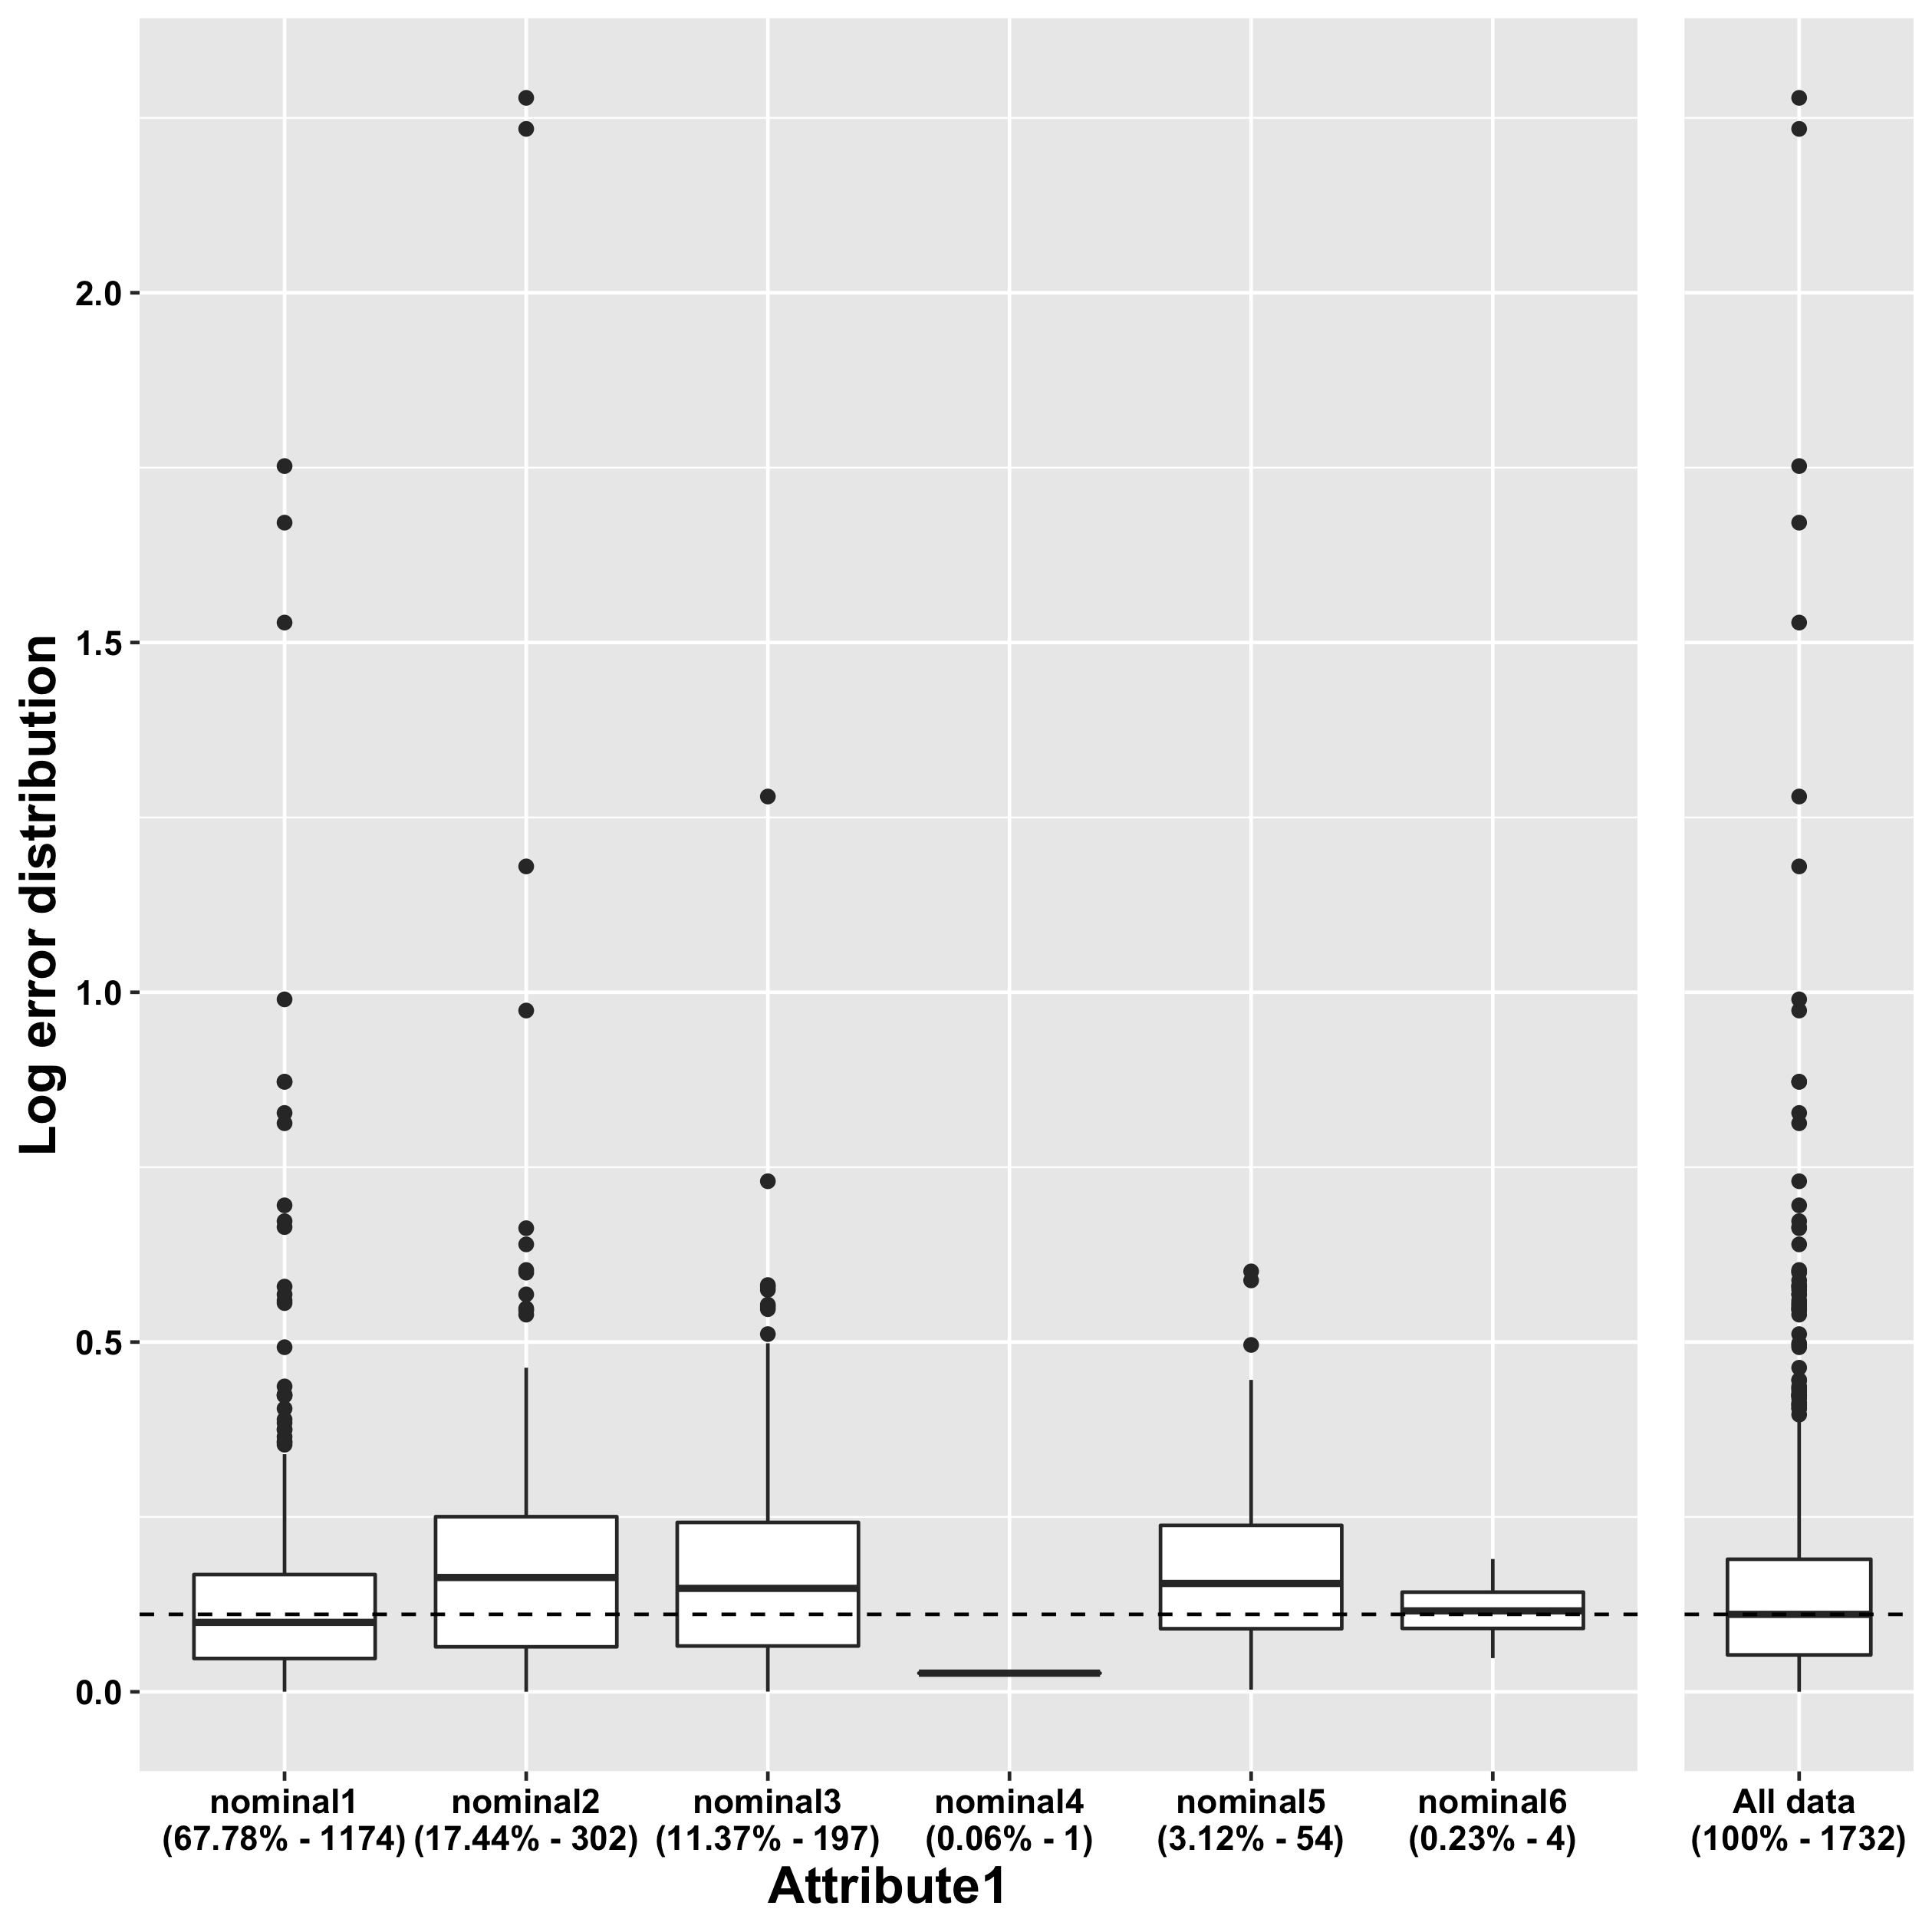 Log error distribution
2.0
1.5
1.0
0.5
0.0
nominal1 nominal2 nominal3 nominal4 nominal5 nominal6 All data
(67.78% - 1174) (17.44% - 302) (11.37% - 197) (0.06% - 1) (3.12% - 54) (0.23% - 4) (100% - 1732)
Attribute1